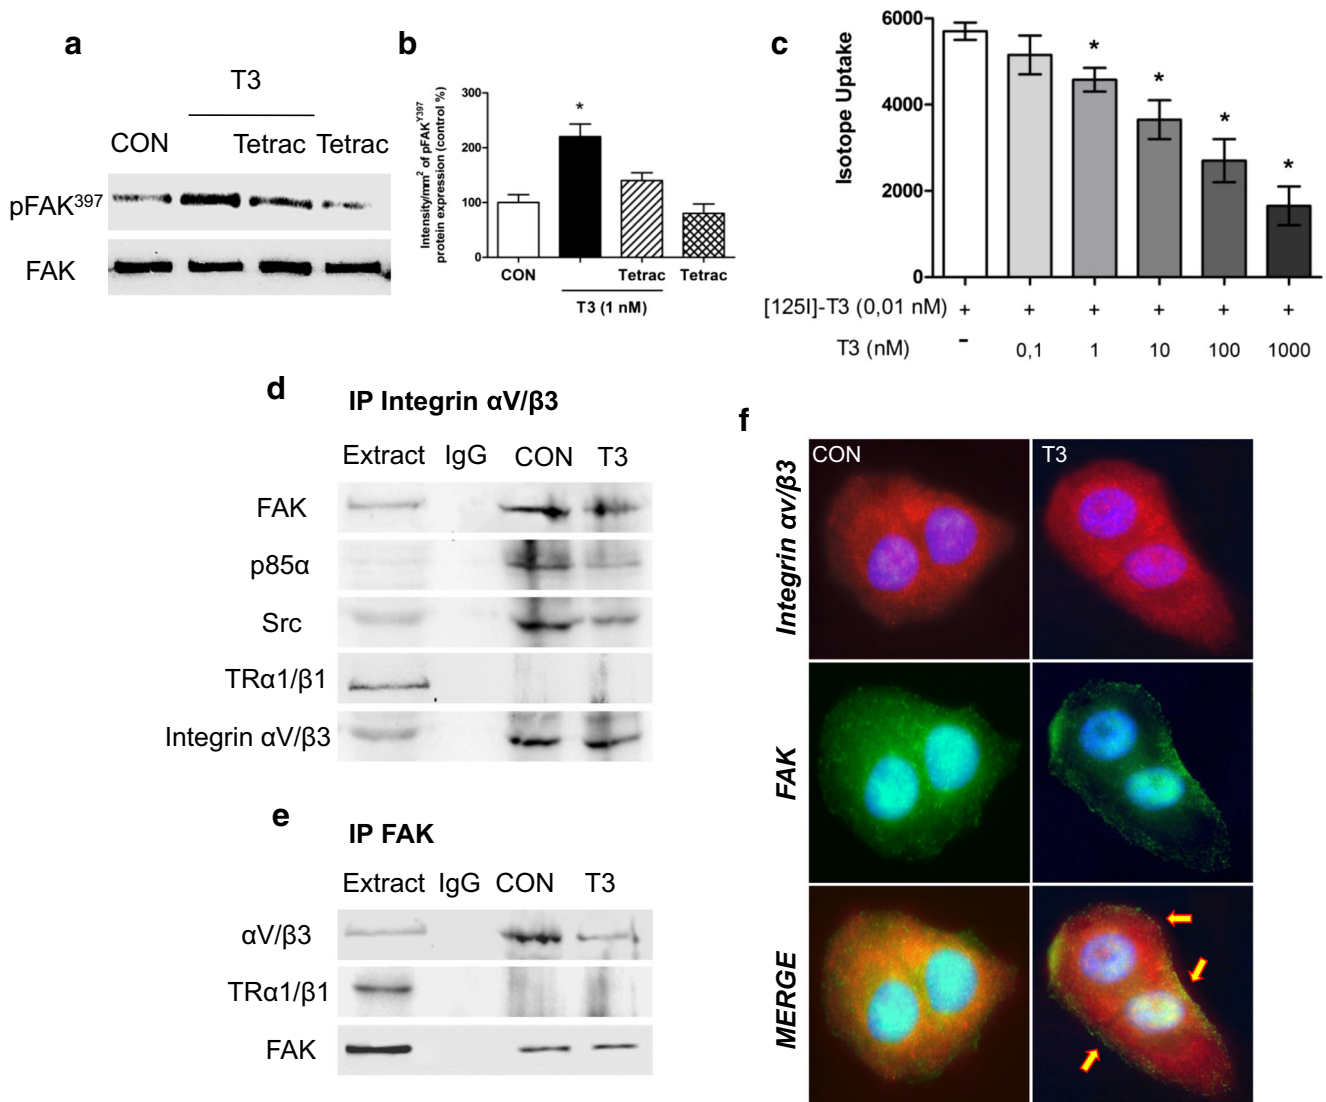 a
T3
CON
Tetrac Tetrac
pFAK397
FAK
b
Intensity/mm2 of pFAKY397
protein expression (control %)
300
200
100
0
*
CON
Tetrac
Tetrac
T3 (1 nM)
c
Isotope Uptake
6000
4000
2000
0
*
*
*
*
[125I]-T3 (0,01 nM) + + + + + +
T3 (nM) - 0,1 1 10 100 1000
d
IP Integrin αV/β3
Extract IgG CON T3
FAK
p85α
Src
TRα1/β1
Integrin αV/β3
e
IP FAK
Extract IgG CON T3
αV/β3
TRα1/β1
FAK
f
CON
T3
Integrin αv/β3
FAK
MERGE